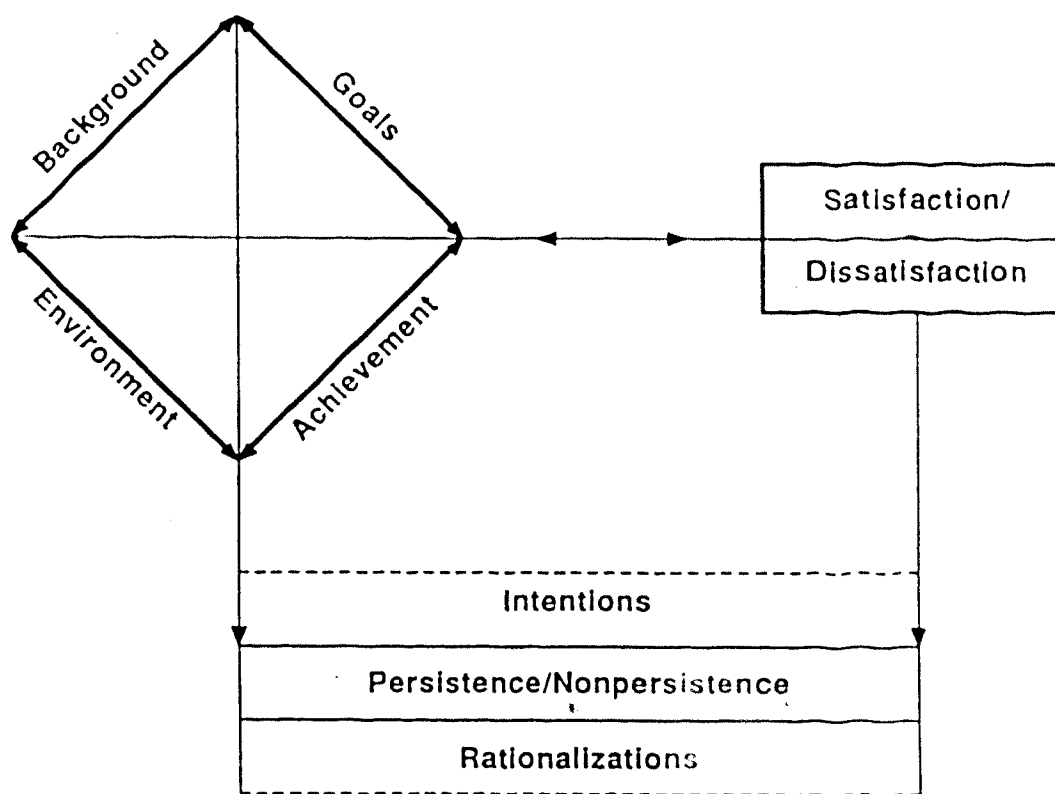 Background
Goals
Environment
Achievement
Satisfaction/
Dissatisfaction
Intentions
Persistence/Nonpersistence
Rationalizations